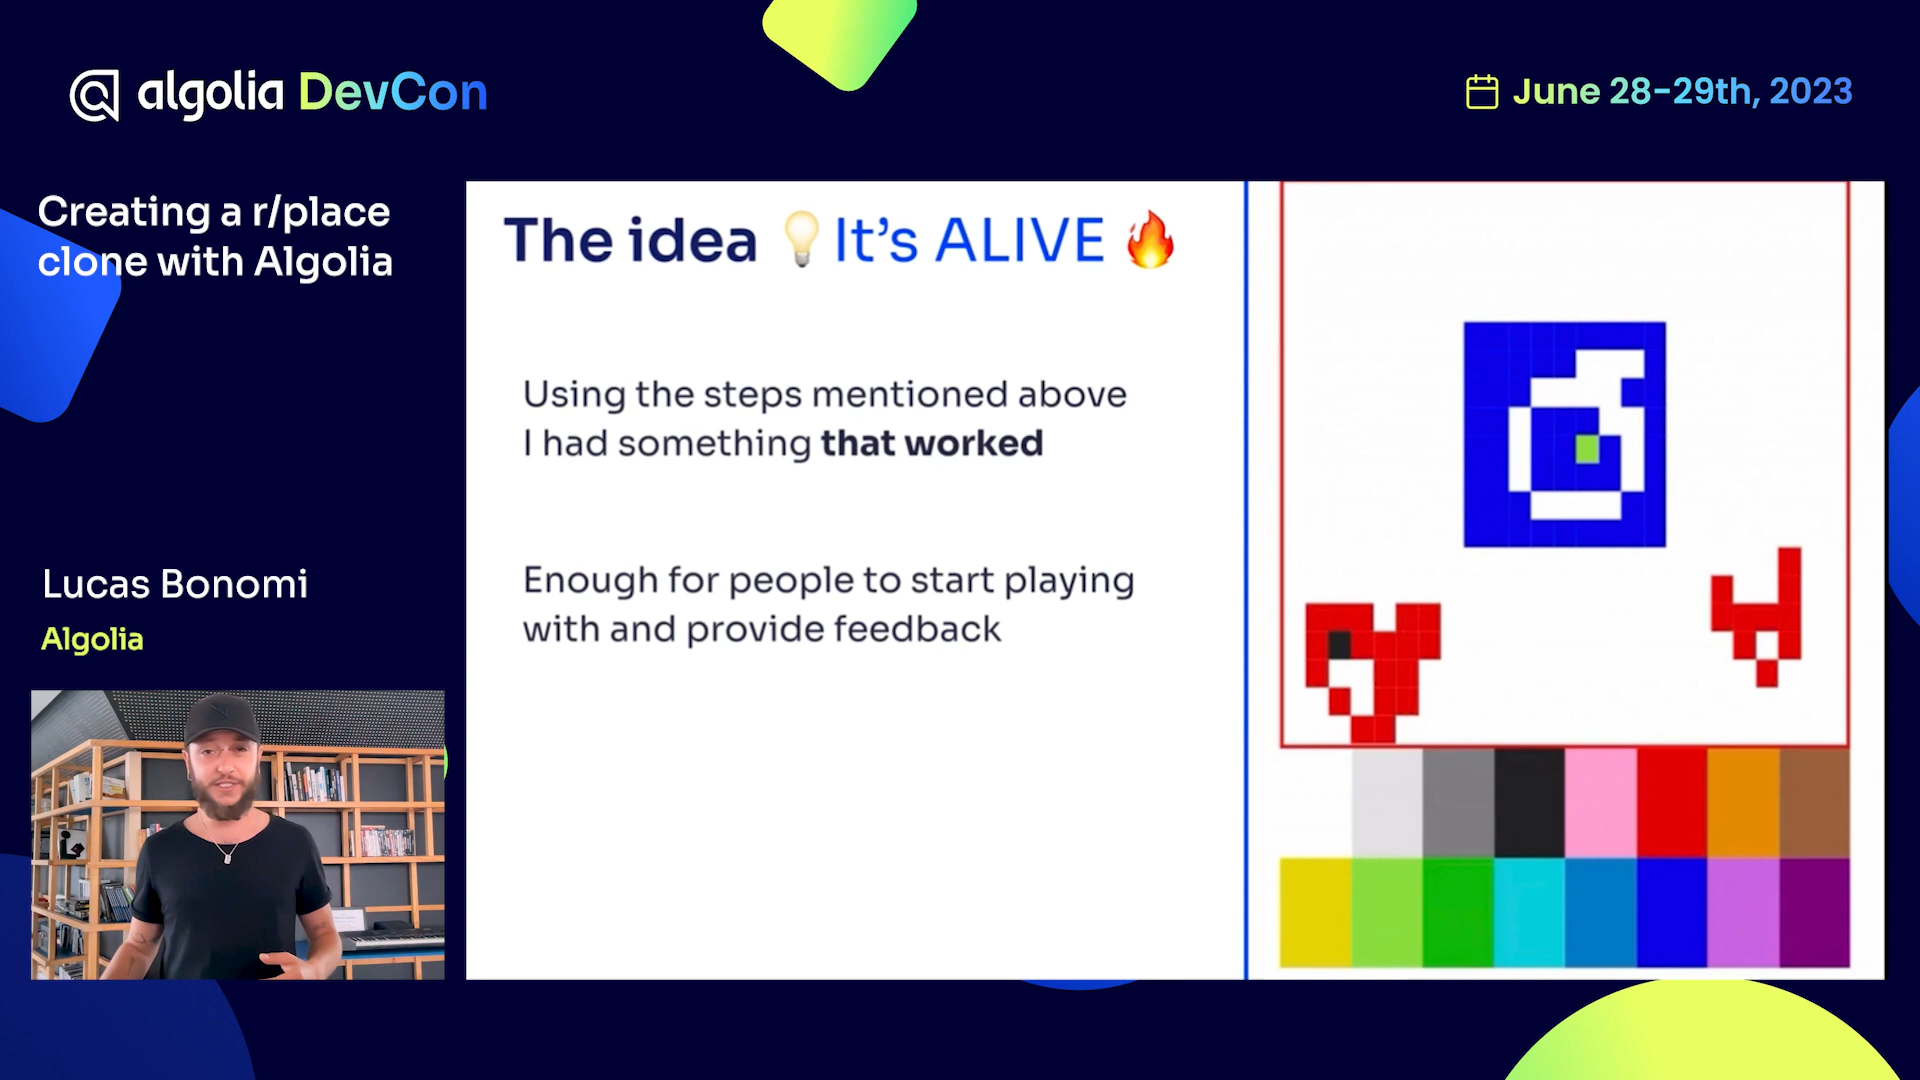 algolia DevCon
June 28-29th, 2023
Creating a r/place
clone with Algolia
Lucas Bonomi
Algolia
The idea 💡 It's ALIVE 🔥
Using the steps mentioned above
I had something that worked
Enough for people to start playing
with and provide feedback